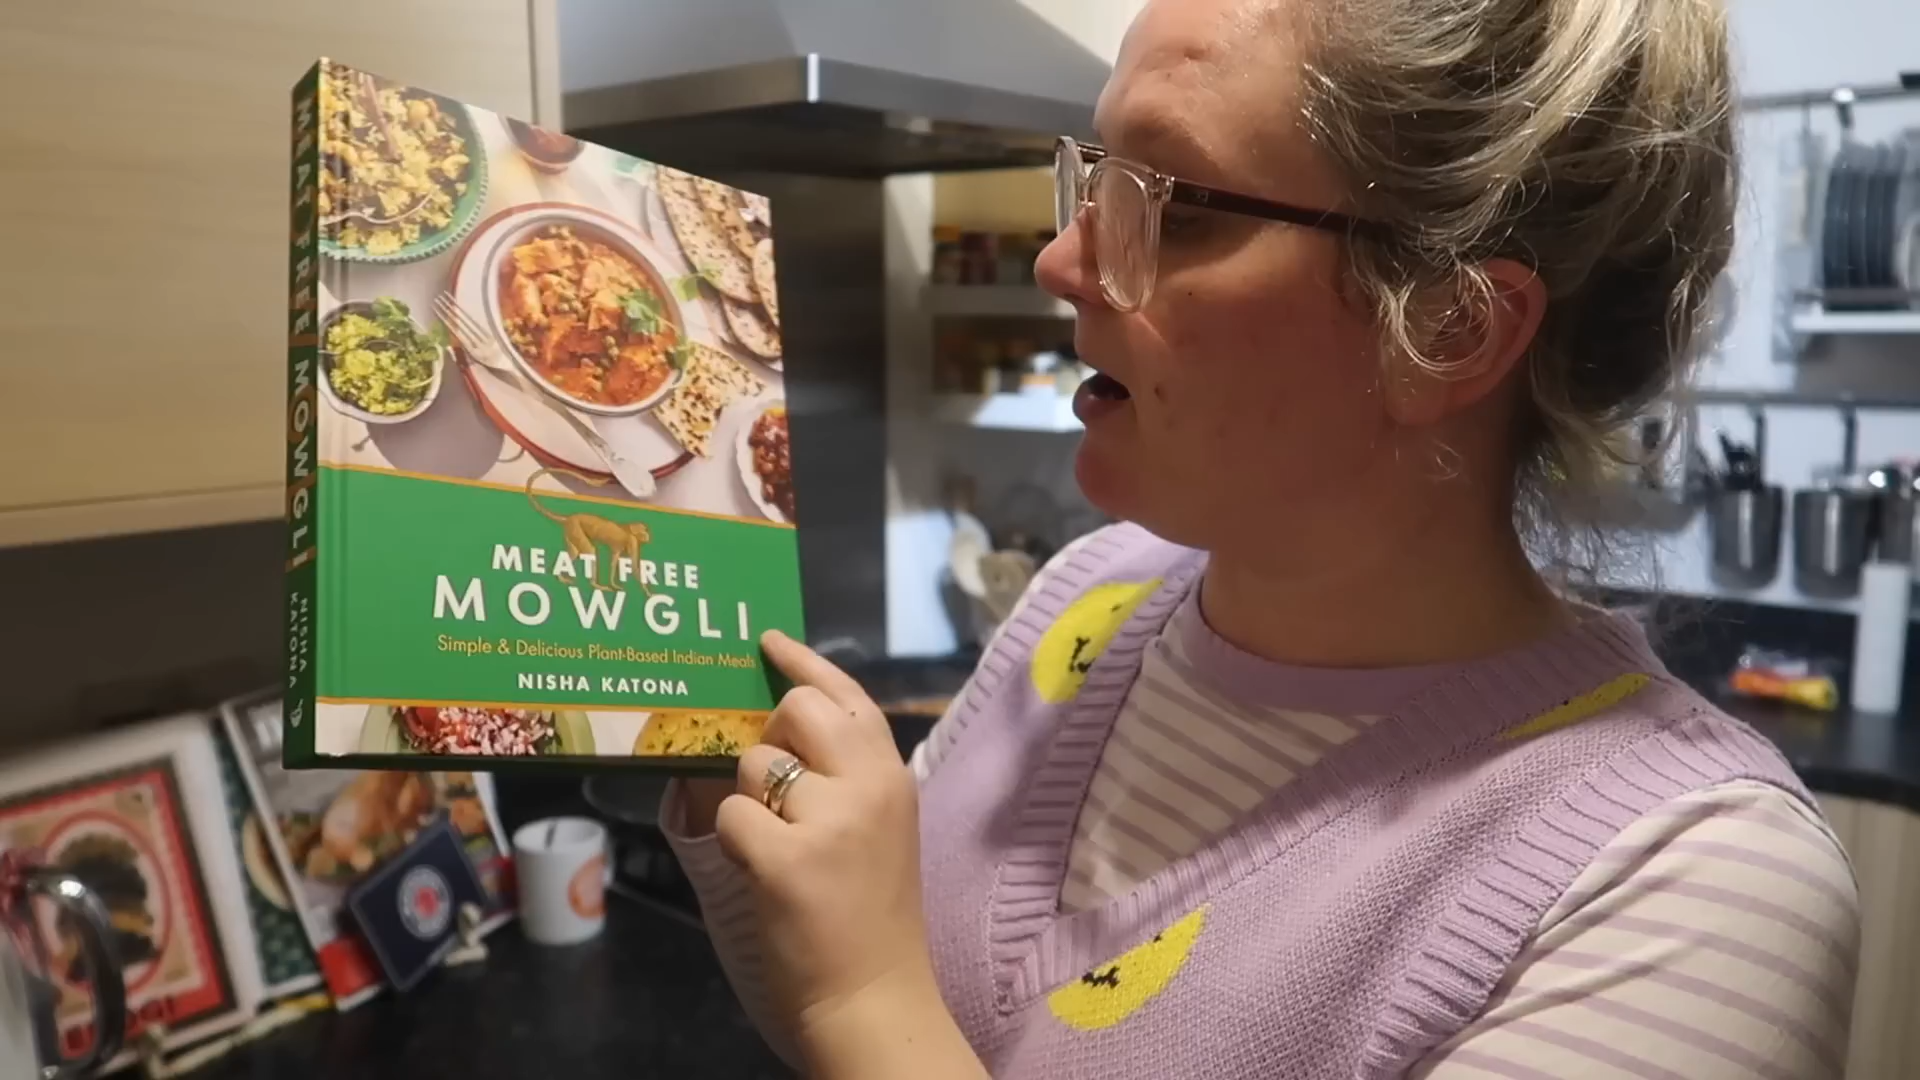 MEAT FREE MOWGLI
NISHA
KATONA
MEAT FREE
MOWGLI
Simple & Delicious Plant-Based Indian Meals
NISHA KATONA